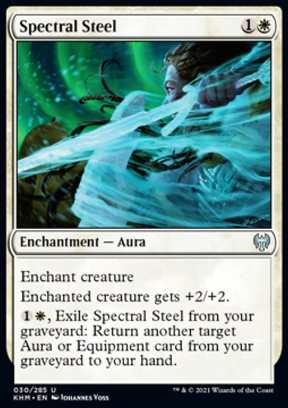 Spectral Steel 1
Enchantment — Aura
Enchant creature
Enchanted creature gets +2/+2.
1, Exile Spectral Steel from your
graveyard: Return another target
Aura or Equipment card from your
graveyard to your hand.
030/285 U
KHM • EN Johannes Voss
™ & © 2021 Wizards of the Coast